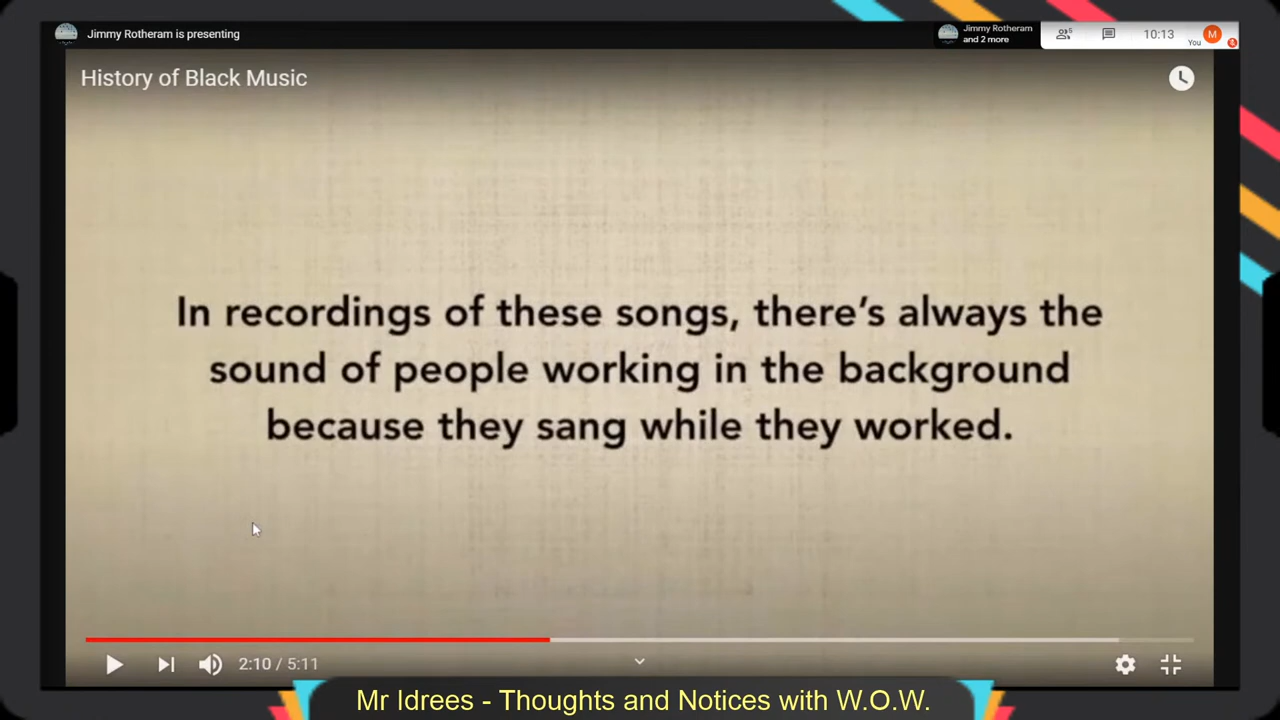 Jimmy Rotheram is presenting
Jimmy Rotheram
and 2 more
5
10:13
You
M
History of Black Music
In recordings of these songs, there's always the
sound of people working in the background
because they sang while they worked.
2:10 / 5:11
Mr Idrees - Thoughts and Notices with W.O.W.